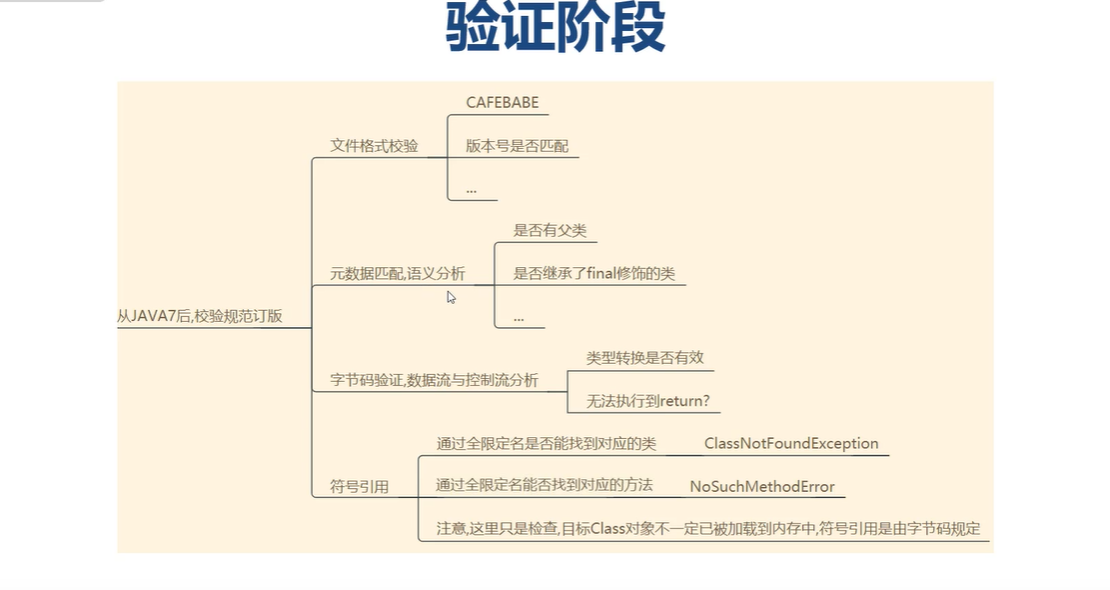 验证阶段
CAFEBABE
文件格式校验
版本号是否匹配
...
是否有父类
元数据匹配,语义分析
是否继承了final修饰的类
...
从JAVA7后,校验规范订版
类型转换是否有效
字节码验证,数据流与控制流分析
无法执行到return?
通过全限定名是否能找到对应的类 ClassNotFoundException
符号引用
通过全限定名能否找到对应的方法 NoSuchMethodError
注意,这里只是检查,目标Class对象不一定已被加载到内存中,符号引用是由字节码规定